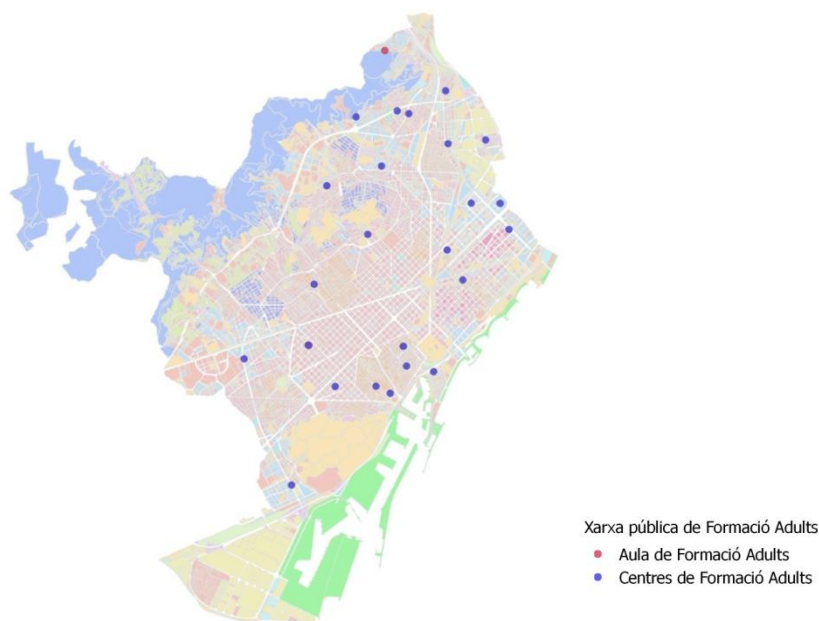 Xarxa pública de Formació Adults
Aula de Formació Adults
Centres de Formació Adults